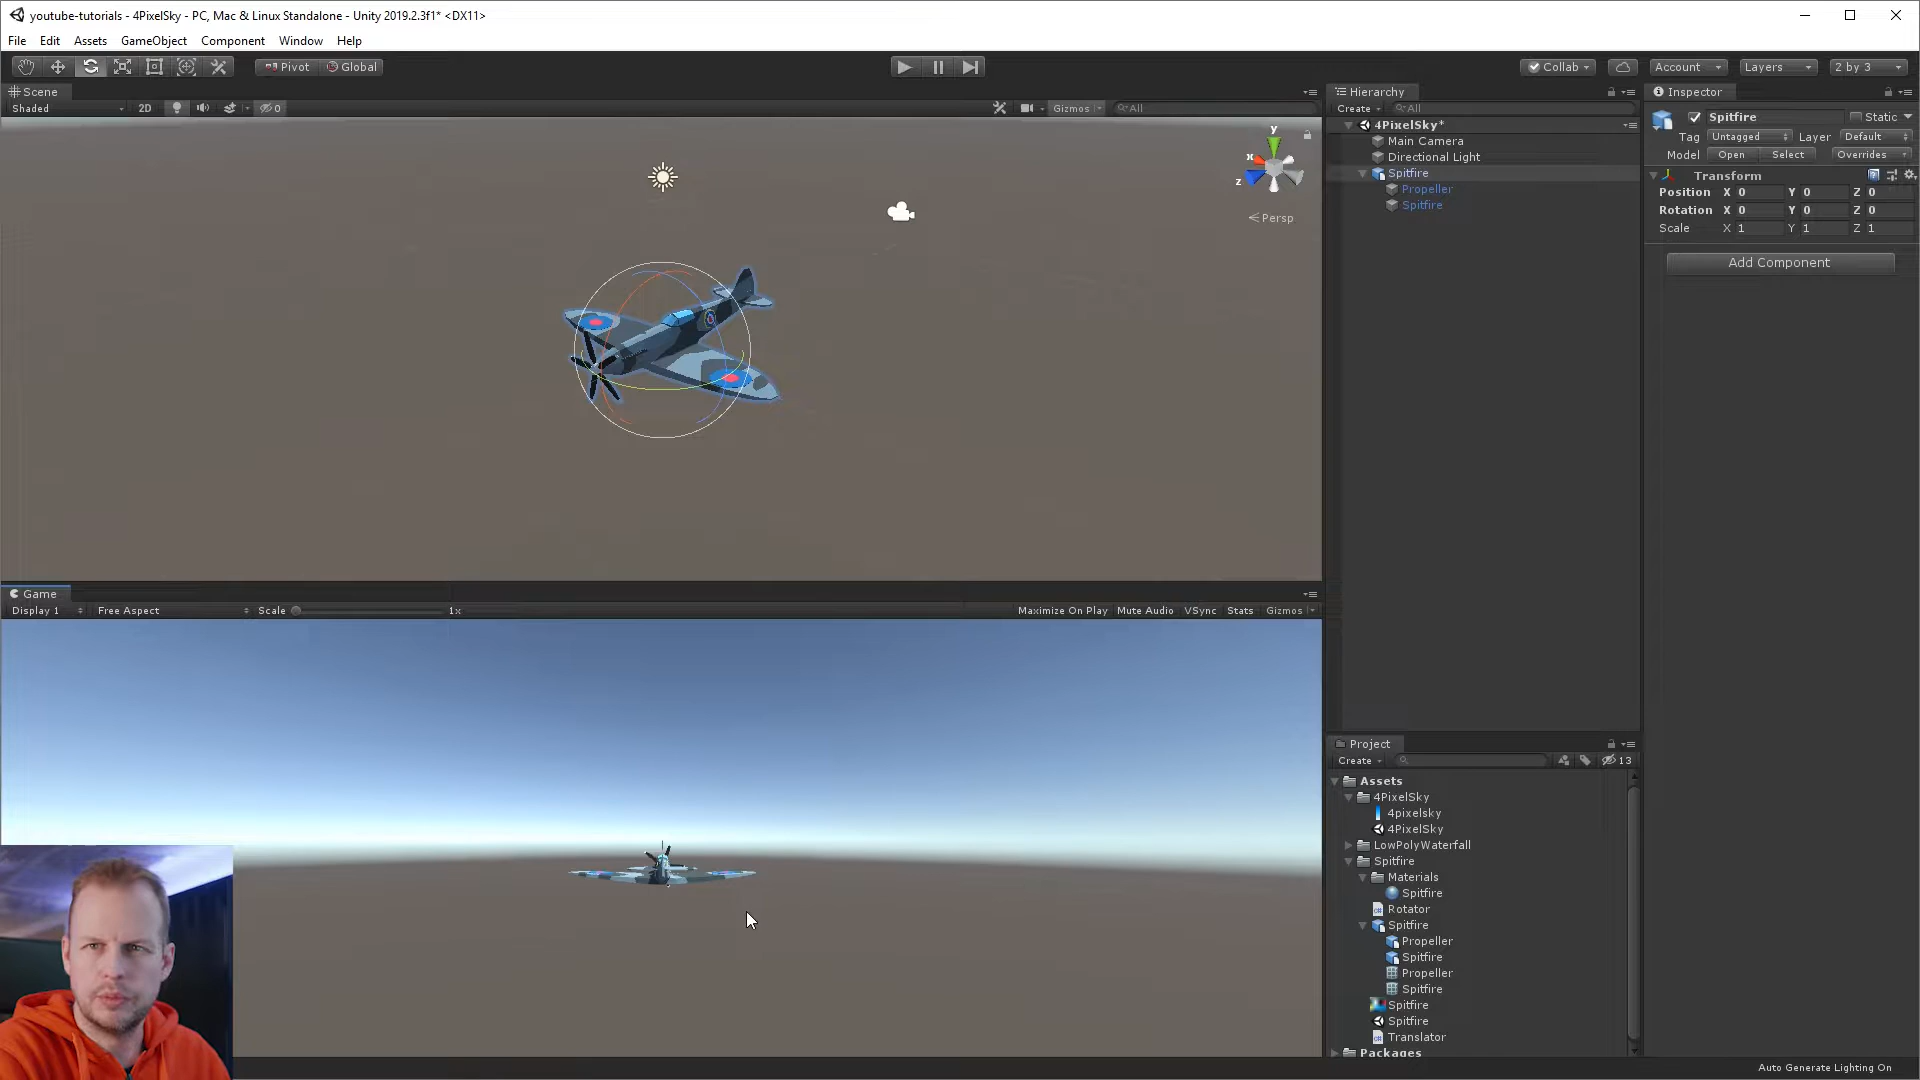 youtube-tutorials - 4PixelSky - PC, Mac & Linux Standalone - Unity 2019.2.3f1* <DX11>
File Edit Assets GameObject Component Window Help
Pivot Global
Collab Account Layers 2 by 3
Scene
Shaded 2D 0 Gizmos All
y
x
z
Persp
Game
Display 1 Free Aspect Scale 1x Maximize On Play Mute Audio VSync Stats Gizmos
Hierarchy
Create All
4PixelSky*
Main Camera
Directional Light
Spitfire
Propeller
Spitfire
Project
Create 13
Assets
4PixelSky
4pixelsky
4PixelSky
LowPolyWaterfall
Spitfire
Materials
Spitfire
Rotator
Spitfire
Propeller
Spitfire
Propeller
Spitfire
Spitfire
Spitfire
Translator
Packages
Inspector
Spitfire Static
Tag Untagged Layer Default
Model Open Select Overrides
Transform
Position X 0 Y 0 Z 0
Rotation X 0 Y 0 Z 0
Scale X 1 Y 1 Z 1
Add Component
Auto Generate Lighting On